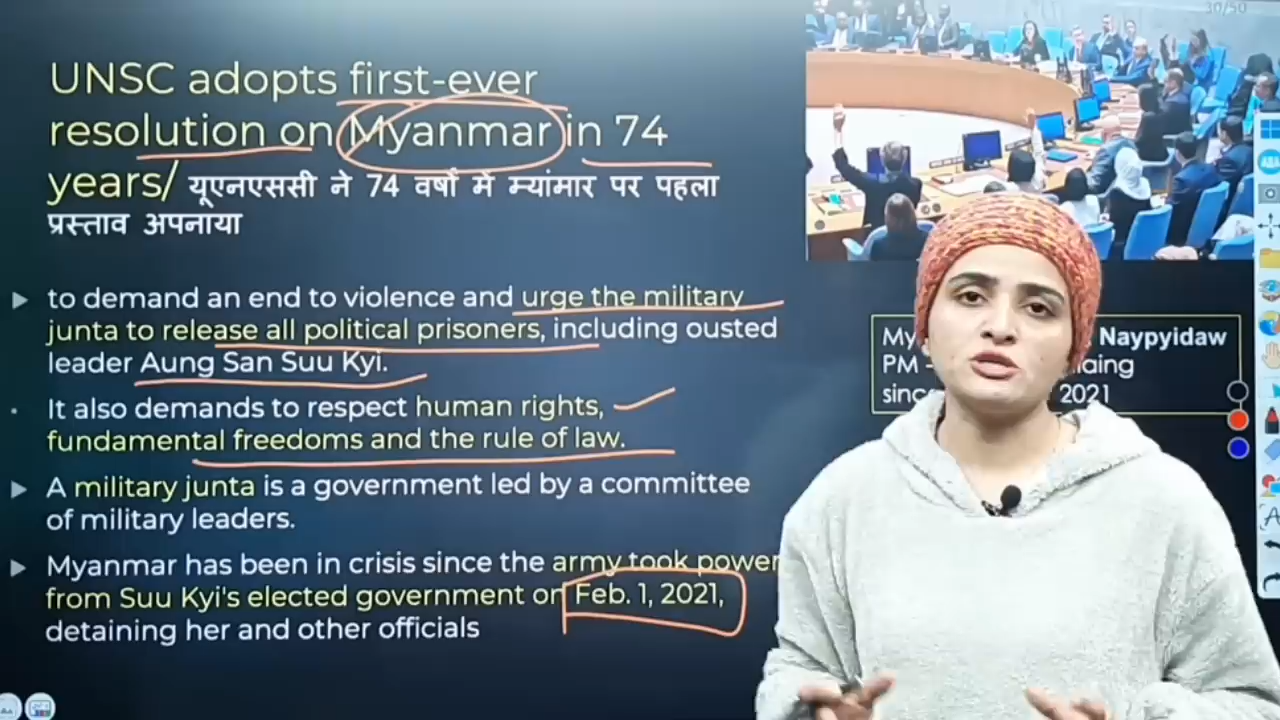 30/50
UNSC adopts first-ever
resolution on Myanmar in 74
years/ यूएनएससी ने 74 वर्षों में म्यांमार पर पहला
प्रस्ताव अपनाया
to demand an end to violence and urge the military
junta to release all political prisoners, including ousted
leader Aung San Suu Kyi.
It also demands to respect human rights,
fundamental freedoms and the rule of law.
A military junta is a government led by a committee
of military leaders.
Myanmar has been in crisis since the army took power
from Suu Kyi's elected government on Feb. 1, 2021,
detaining her and other officials
Naypyidaw
PM -
2021